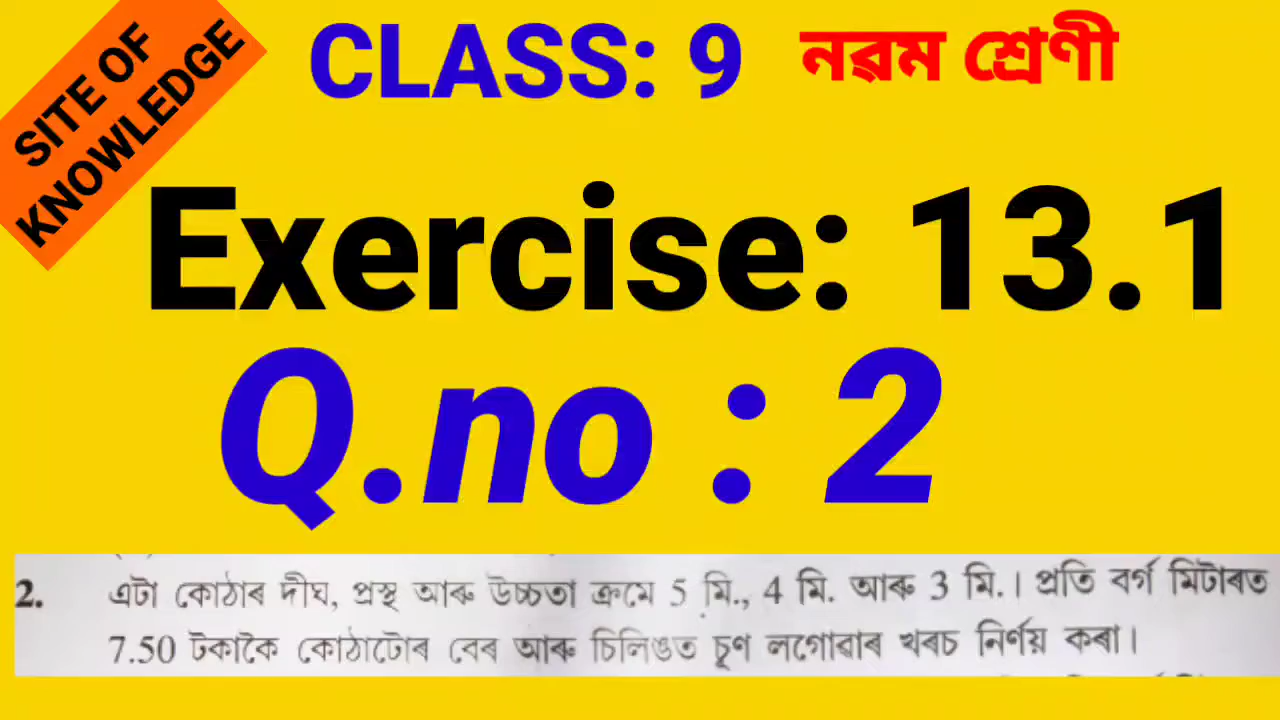 SITE OF
KNOWLEDGE
CLASS: 9 নৱম শ্ৰেণী
Exercise: 13.1
Q.no : 2
2. এটা কোঠাৰ দীঘ, প্ৰস্থ আৰু উচ্চতা ক্ৰমে 5 মি., 4 মি. আৰু 3 মি.। প্ৰতি বৰ্গ মিটাৰত
7.50 টকাকৈ কোঠাটোৰ বেৰ আৰু চিলিঙত চূণ লগোৱাৰ খৰচ নিৰ্ণয় কৰা।